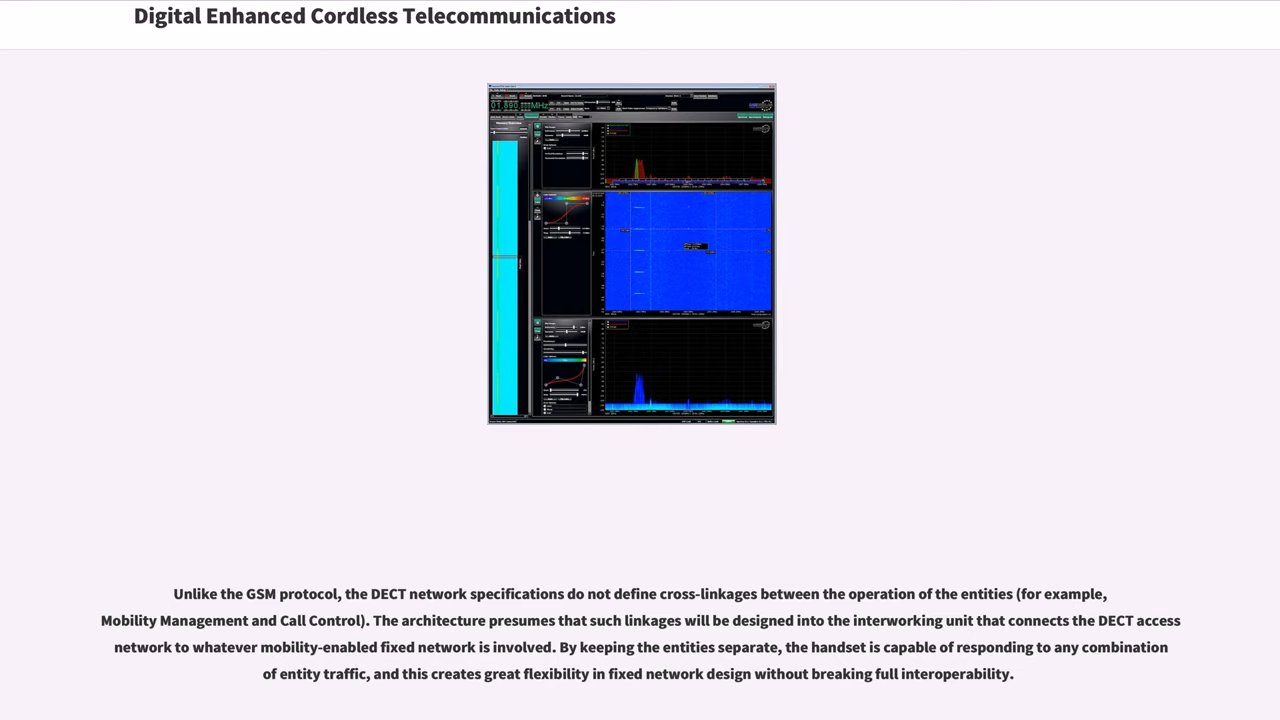 Digital Enhanced Cordless Telecommunications
Unlike the GSM protocol, the DECT network specifications do not define cross-linkages between the operation of the entities (for example,
Mobility Management and Call Control). The architecture presumes that such linkages will be designed into the interworking unit that connects the DECT access
network to whatever mobility-enabled fixed network is involved. By keeping the entities separate, the handset is capable of responding to any combination
of entity traffic, and this creates great flexibility in fixed network design without breaking full interoperability.